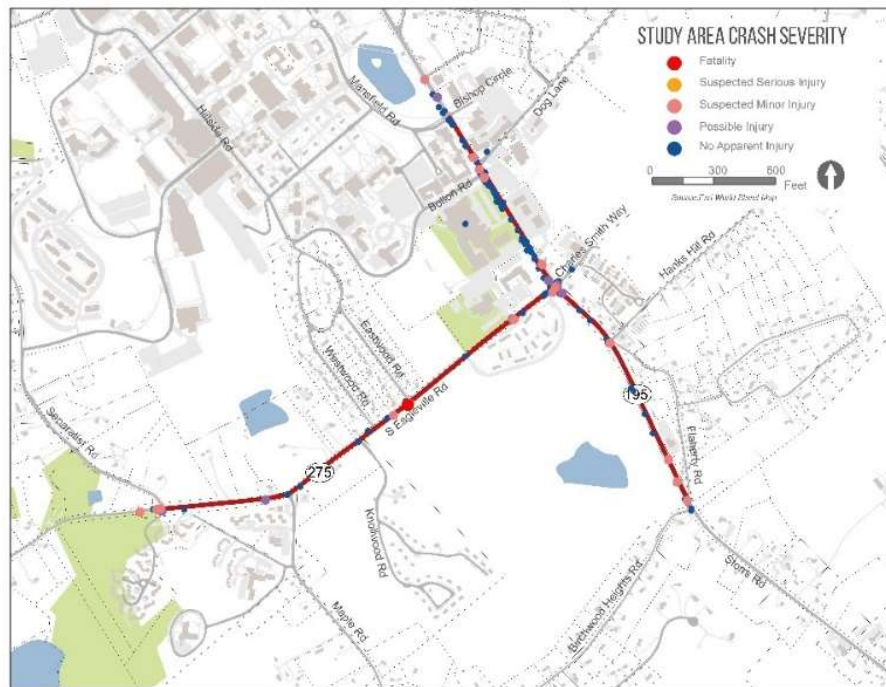 STUDY AREA CRASH SEVERITY
Fatality
Suspected Serious Injury
Suspected Minor Injury
Possible Injury
No Apparent Injury
0 300 600
Feet
Bishop Circle
Mansfield Rd
Dog Lane
Hillside Rd
Bolton Rd
Charles Smith Way
Hanks Hill Rd
Eastwood Rd
Westwood Rd
S Eagleville Rd
195
Separatist Rd
275
Flaherty Rd
Knollwood Rd
Storrs Rd
Birchwood Heights Rd
Maple Rd